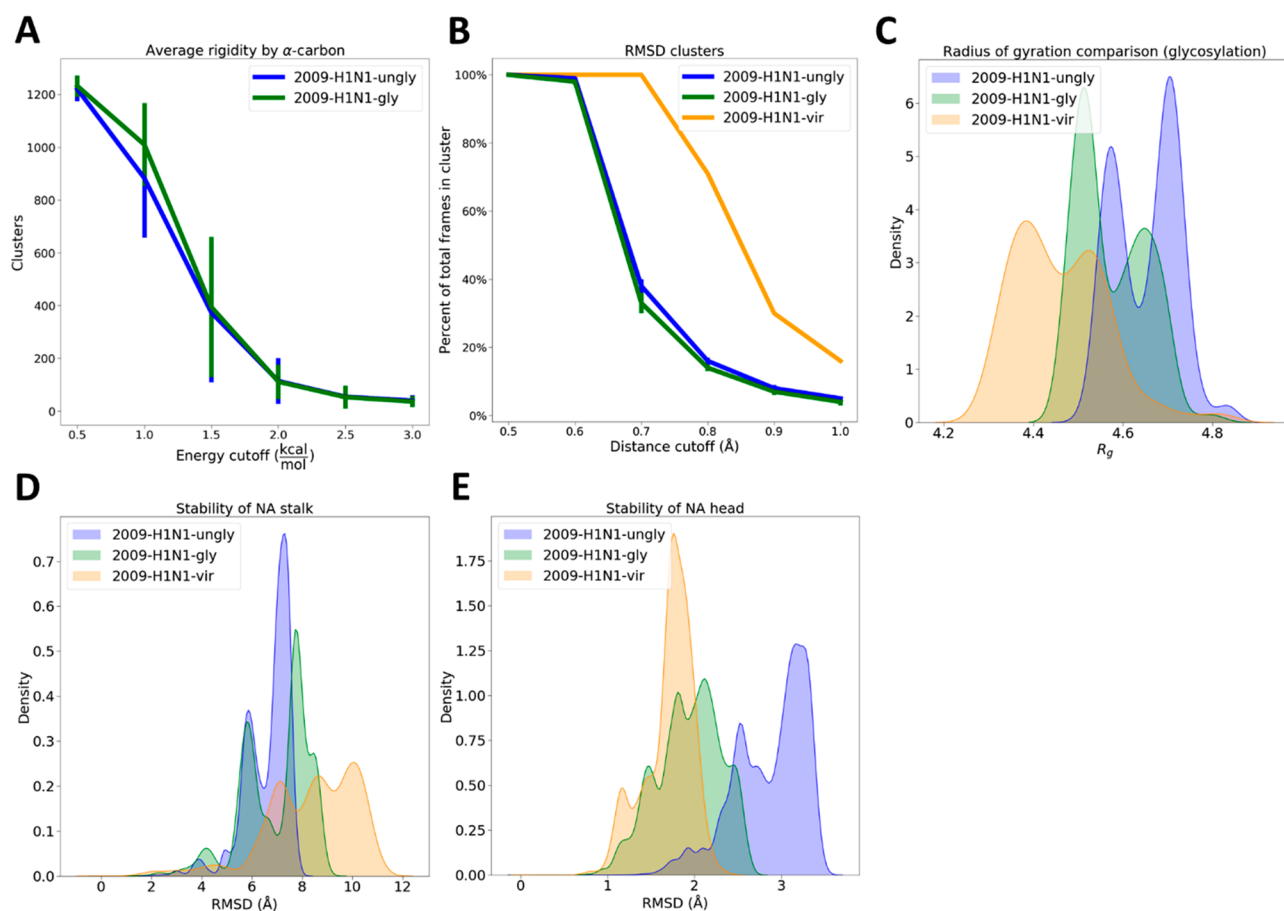 A
Average rigidity by α-carbon
2009-H1N1-ungly
2009-H1N1-gly
Clusters
1200
1000
800
600
400
200
0
0.5 1.0 1.5 2.0 2.5 3.0
Energy cutoff (kcal/mol)
B
RMSD clusters
2009-H1N1-ungly
2009-H1N1-gly
2009-H1N1-vir
Percent of total frames in cluster
100%
80%
60%
40%
20%
0%
0.5 0.6 0.7 0.8 0.9 1.0
Distance cutoff (Å)
C
Radius of gyration comparison (glycosylation)
2009-H1N1-ungly
2009-H1N1-gly
2009-H1N1-vir
Density
6
5
4
3
2
1
0
4.2 4.4 4.6 4.8
Rg
D
Stability of NA stalk
2009-H1N1-ungly
2009-H1N1-gly
2009-H1N1-vir
Density
0.7
0.6
0.5
0.4
0.3
0.2
0.1
0.0
0 2 4 6 8 10 12
RMSD (Å)
E
Stability of NA head
2009-H1N1-ungly
2009-H1N1-gly
2009-H1N1-vir
Density
1.75
1.50
1.25
1.00
0.75
0.50
0.25
0.00
0 1 2 3
RMSD (Å)